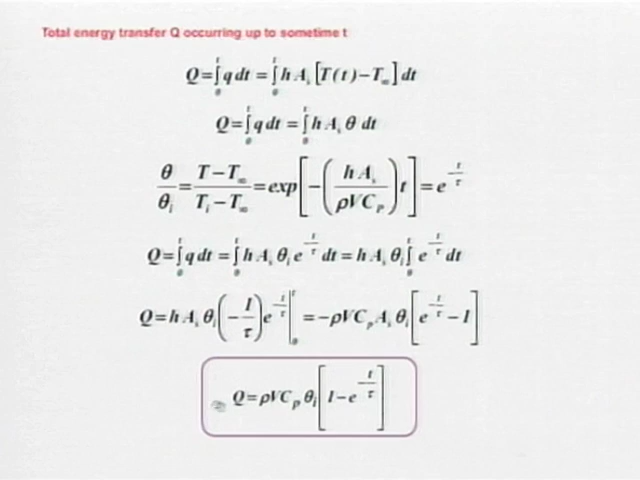 Total energy transfer Q occurring up to sometime t
Q=∫₀ᵗ q dt = ∫₀ᵗ h Aₛ [T(t)−T∞] dt
Q=∫₀ᵗ q dt = ∫₀ᵗ h Aₛ θ dt
θ/θᵢ = (T−T∞)/(Tᵢ−T∞) = exp[−(h Aₛ/ρVCₚ)t] = e^(−t/τ)
Q=∫₀ᵗ q dt = ∫₀ᵗ h Aₛ θᵢ e^(−t/τ) dt = h Aₛ θᵢ ∫₀ᵗ e^(−t/τ) dt
Q=h Aₛ θᵢ(−1/τ)e^(−t/τ)|₀ᵗ = −ρVCₚAₛ θᵢ[e^(−t/τ) −1]
Q=ρVCₚ θᵢ[1−e^(−t/τ)]